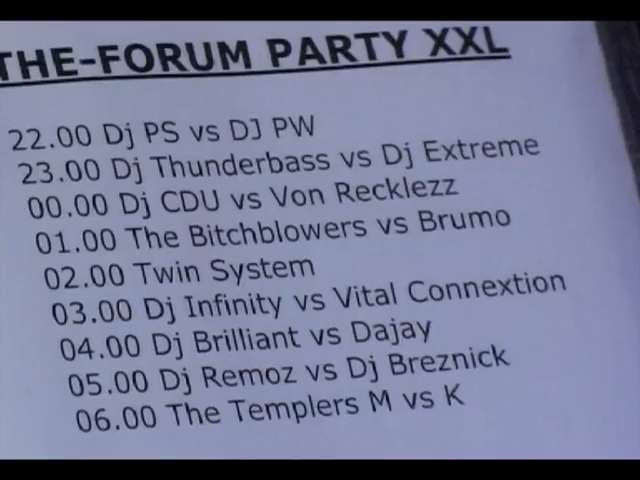 THE-FORUM PARTY XXL
22.00 Dj PS vs DJ PW
23.00 Dj Thunderbass vs Dj Extreme
00.00 Dj CDU vs Von Recklezz
01.00 The Bitchblowers vs Brumo
02.00 Twin System
03.00 Dj Infinity vs Vital Connextion
04.00 Dj Brilliant vs Dajay
05.00 Dj Remoz vs Dj Breznick
06.00 The Templers M vs K